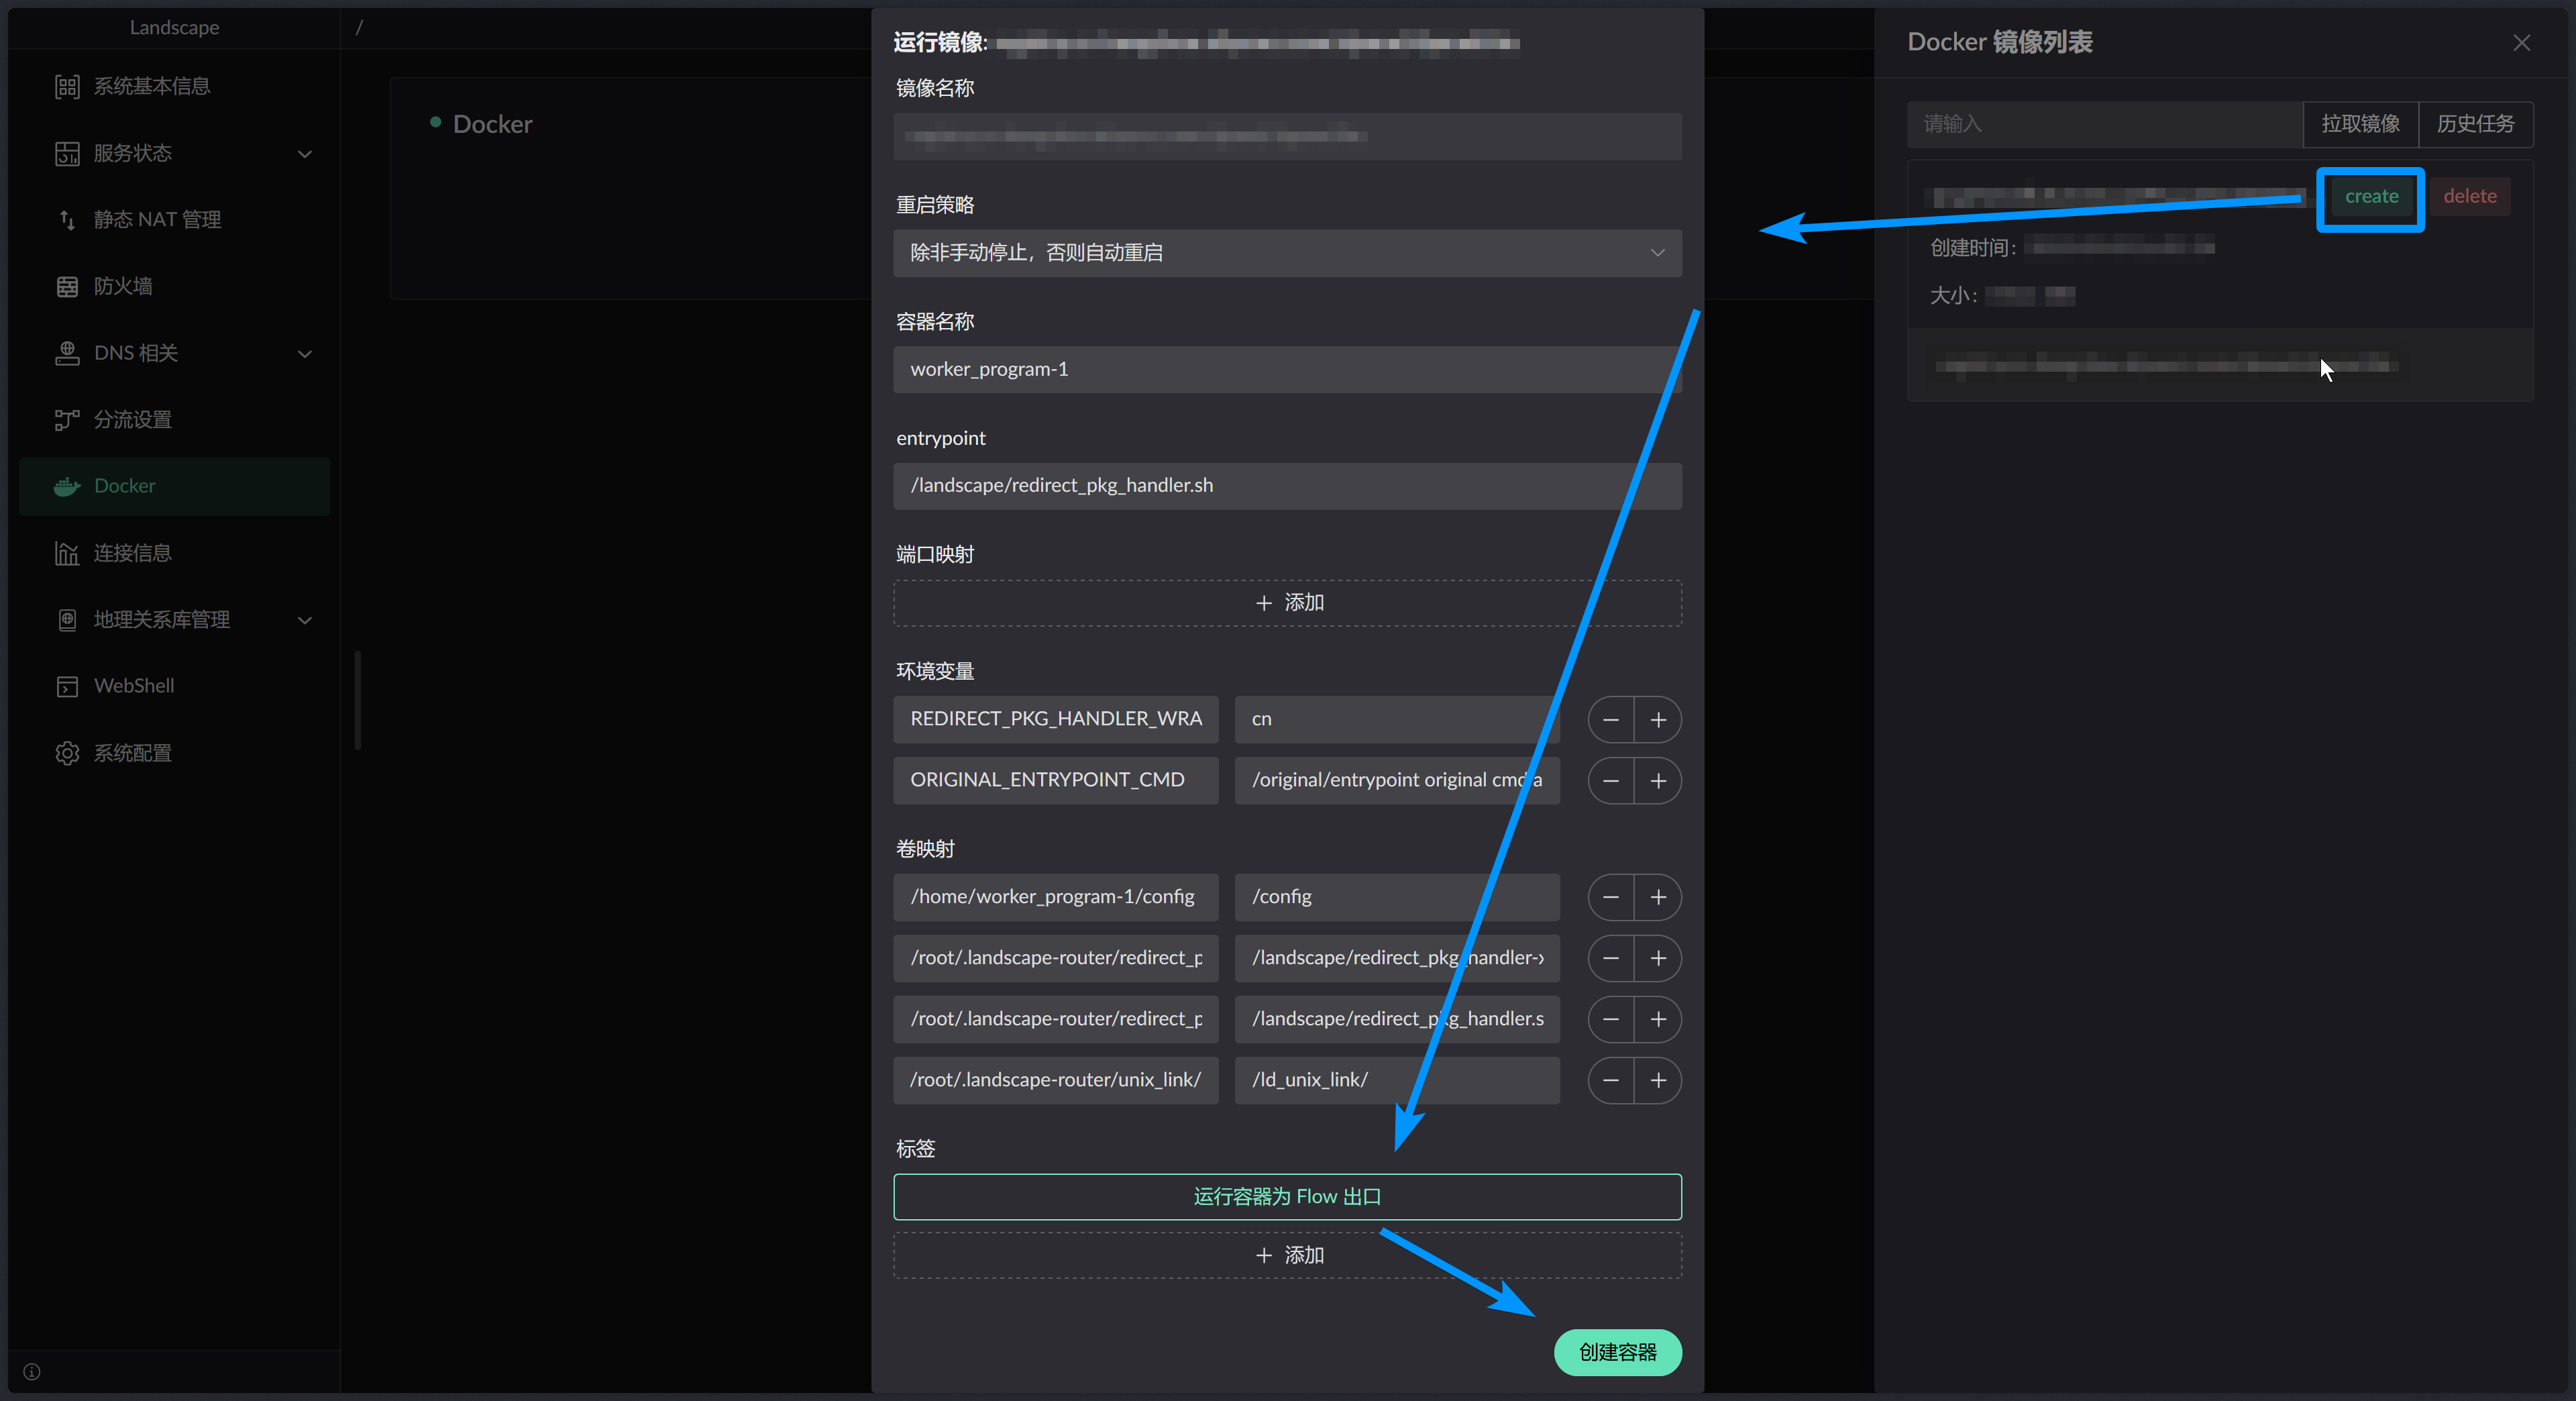 Landscape
/
系统基本信息
服务状态
静态 NAT 管理
防火墙
DNS 相关
分流设置
Docker
连接信息
地理关系库管理
WebShell
系统配置
Docker
运行镜像:
镜像名称
重启策略
除非手动停止，否则自动重启
容器名称
worker_program-1
entrypoint
/landscape/redirect_pkg_handler.sh
端口映射
添加
环境变量
REDIRECT_PKG_HANDLER_WRA
cn
ORIGINAL_ENTRYPOINT_CMD
/original/entrypoint original cmd a
卷映射
/home/worker_program-1/config
/config
/root/.landscape-router/redirect_p
/landscape/redirect_pkg_handler-x
/root/.landscape-router/redirect_p
/landscape/redirect_pkg_handler.s
/root/.landscape-router/unix_link/
/ld_unix_link/
标签
运行容器为 Flow 出口
添加
创建容器
Docker 镜像列表
请输入
拉取镜像
历史任务
create
delete
创建时间:
大小: